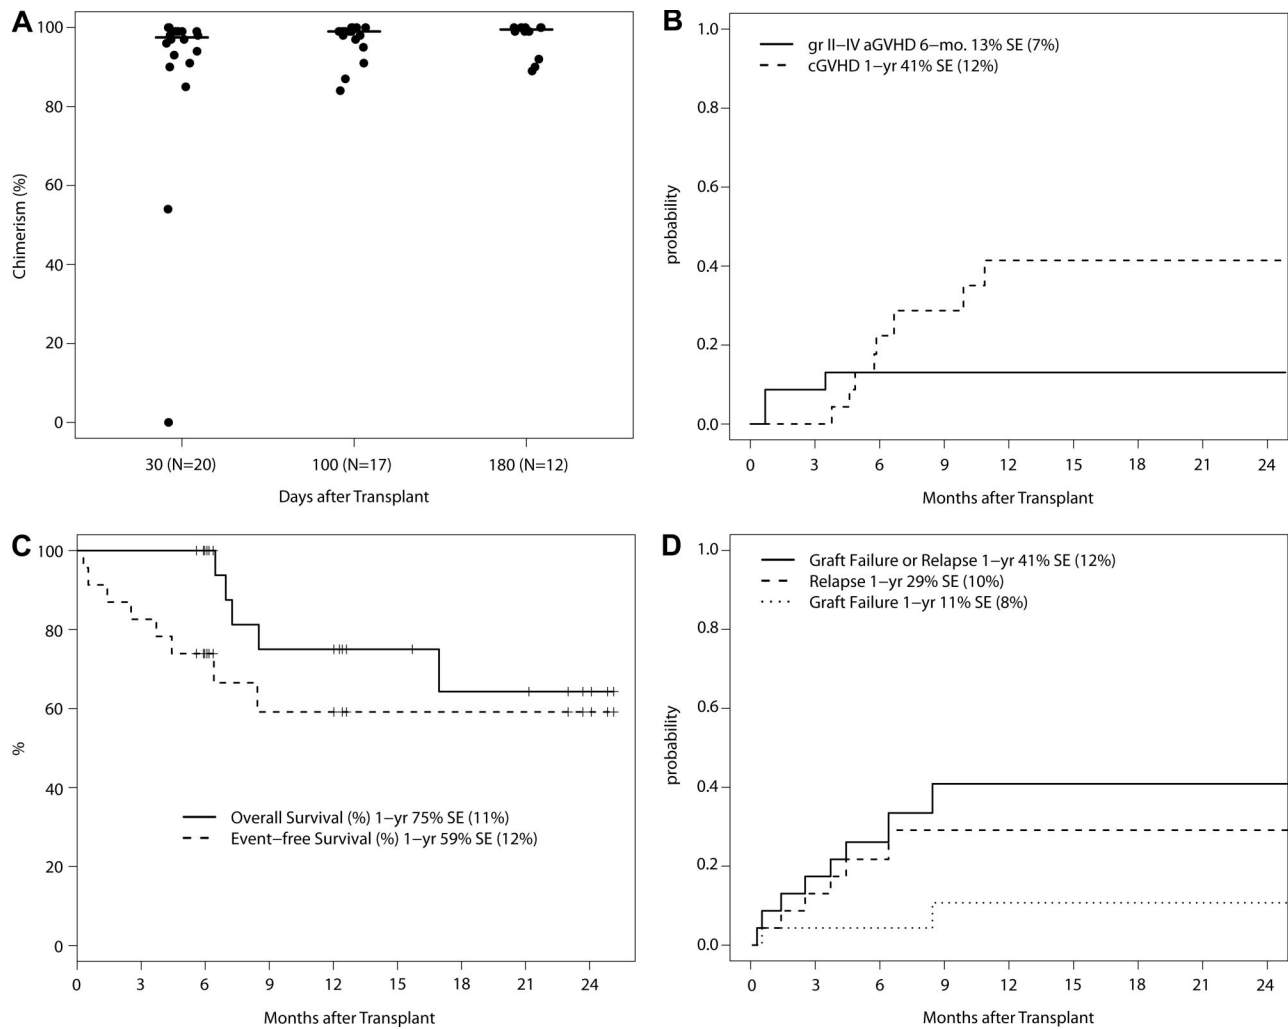 A
100
80
60
40
20
0
Chimerism (%)
30 (N=20)
100 (N=17)
180 (N=12)
Days after Transplant
B
1.0
0.8
0.6
0.4
0.2
0.0
probability
gr II−IV aGVHD 6−mo. 13% SE (7%)
cGVHD 1−yr 41% SE (12%)
0 3 6 9 12 15 18 21 24
Months after Transplant
C
100
80
60
40
20
0
%
Overall Survival (%) 1−yr 75% SE (11%)
Event−free Survival (%) 1−yr 59% SE (12%)
0 3 6 9 12 15 18 21 24
Months after Transplant
D
1.0
0.8
0.6
0.4
0.2
0.0
probability
Graft Failure or Relapse 1−yr 41% SE (12%)
Relapse 1−yr 29% SE (10%)
Graft Failure 1−yr 11% SE (8%)
0 3 6 9 12 15 18 21 24
Months after Transplant